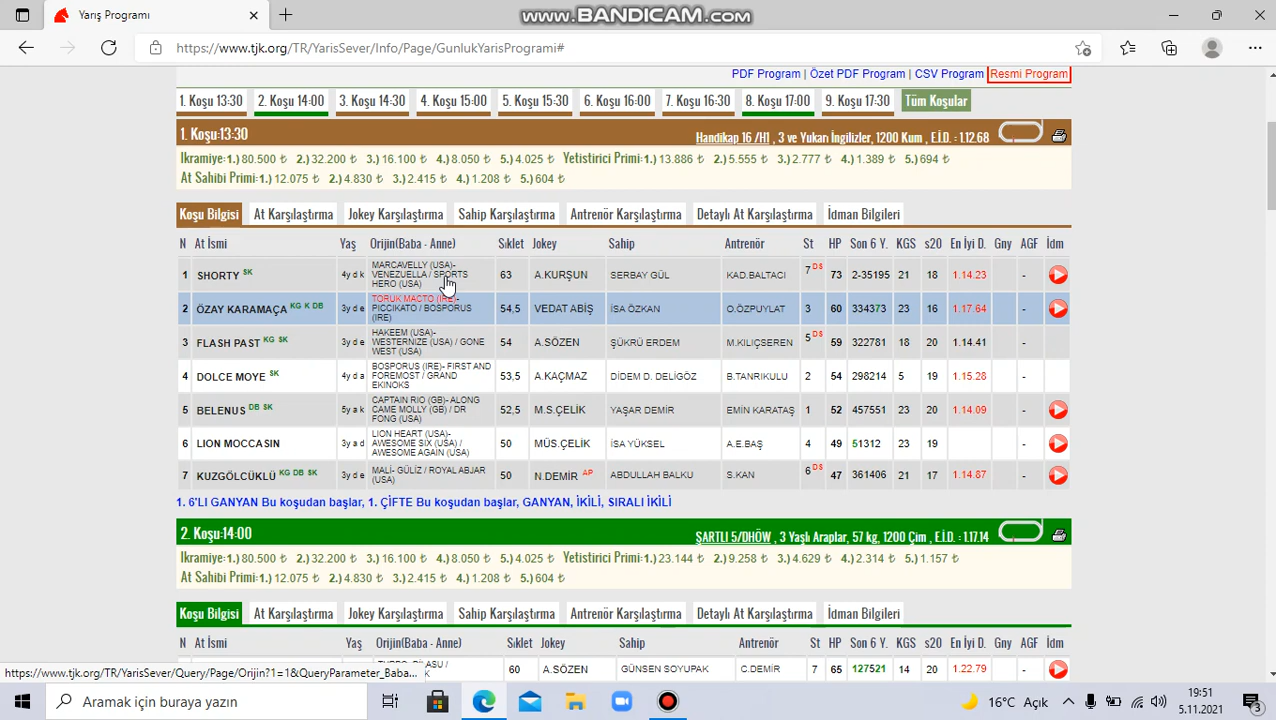 Yarış Programı
www.BANDICAM.com
https://www.tjk.org/TR/YarisSever/Info/Page/GunlukYarisProgrami#
PDF Program | Özet PDF Program | CSV Program Resmi Program
1. Koşu 13:30 2. Koşu 14:00 3. Koşu 14:30 4. Koşu 15:00 5. Koşu 15:30 6. Koşu 16:00 7. Koşu 16:30 8. Koşu 17:00 9. Koşu 17:30 Tüm Koşular
1. Koşu:13:30 Handikap 16 /H1 , 3 ve Yukarı İngilizler, 1200 Kum , E.İ.D. : 1.12.68
Ikramiye:1.) 80.500 ₺ 2.) 32.200 ₺ 3.) 16.100 ₺ 4.) 8.050 ₺ 5.) 4.025 ₺ Yetistirici Primi:1.) 13.886 ₺ 2.) 5.555 ₺ 3.) 2.777 ₺ 4.) 1.389 ₺ 5.) 694 ₺
At Sahibi Primi:1.) 12.075 ₺ 2.) 4.830 ₺ 3.) 2.415 ₺ 4.) 1.208 ₺ 5.) 604 ₺
Koşu Bilgisi At Karşılaştırma Jokey Karşılaştırma Sahip Karşılaştırma Antrenör Karşılaştırma Detaylı At Karşılaştırma İdman Bilgileri
N At İsmi Yaş Orijin(Baba - Anne) Sıklet Jokey Sahip Antrenör St HP Son 6 Y. KGS s20 En İyi D. Gny AGF İdm
1 SHORTY SK 4y d k MARCAVELLY (USA)- VENEZUELLA / SPORTS HERO (USA) 63 A.KURŞUN SERBAY GÜL KAD.BALTACI 7 DS 73 2-35195 21 18 1.14.23 -
2 ÖZAY KARAMAÇA KG K DB 3y d e TORUK MACTO (IRE)- PICCIKATO / BOSPORUS (IRE) 54,5 VEDAT ABİŞ İSA ÖZKAN O.ÖZPUYLAT 3 60 334373 23 16 1.17.64 -
3 FLASH PAST KG SK 3y d e HAKEEM (USA)- WESTERNIZE (USA) / GONE WEST (USA) 54 A.SÖZEN ŞÜKRÜ ERDEM M.KILIÇSEREN 5 DS 59 322781 18 20 1.14.41 -
4 DOLCE MOYE SK 4y d a BOSPORUS (IRE)- FIRST AND FOREMOST / GRAND EKINOKS 53,5 A.KAÇMAZ DİDEM D. DELİGÖZ B.TANRIKULU 2 54 298214 5 19 1.15.28 -
5 BELENUS DB SK 5y a k CAPTAIN RIO (GB)- ALONG CAME MOLLY (GB) / DR FONG (USA) 52,5 M.S.ÇELİK YAŞAR DEMİR EMİN KARATAŞ 1 52 457551 23 20 1.14.09 -
6 LION MOCCASIN 3y a d LION HEART (USA)- AWESOME SIX (USA) / AWESOME AGAIN (USA) 50 MÜS.ÇELİK İSA YÜKSEL A.E.BAŞ 4 49 51312 23 19 -
7 KUZGÖLCÜKLÜ KG DB SK 3y d e MALI- GÜLİZ / ROYAL ABJAR (USA) 50 N.DEMİR AP ABDULLAH BALKU S.KAN 6 DS 47 361406 21 17 1.14.87 -
1. 6'LI GANYAN Bu koşudan başlar, 1. ÇİFTE Bu koşudan başlar, GANYAN, İKİLİ, SIRALI İKİLİ
2. Koşu:14:00 ŞARTLI 5/DHÖW , 3 Yaşlı Araplar, 57 kg, 1200 Çim , E.İ.D. : 1.17.14
Ikramiye:1.) 80.500 ₺ 2.) 32.200 ₺ 3.) 16.100 ₺ 4.) 8.050 ₺ 5.) 4.025 ₺ Yetistirici Primi:1.) 23.144 ₺ 2.) 9.258 ₺ 3.) 4.629 ₺ 4.) 2.314 ₺ 5.) 1.157 ₺
At Sahibi Primi:1.) 12.075 ₺ 2.) 4.830 ₺ 3.) 2.415 ₺ 4.) 1.208 ₺ 5.) 604 ₺
Koşu Bilgisi At Karşılaştırma Jokey Karşılaştırma Sahip Karşılaştırma Antrenör Karşılaştırma Detaylı At Karşılaştırma İdman Bilgileri
N At İsmi Yaş Orijin(Baba - Anne) Sıklet Jokey Sahip Antrenör St HP Son 6 Y. KGS s20 En İyi D. Gny AGF İdm
60 A.SÖZEN GÜNSEN SOYUPAK C.DEMİR 7 65 127521 14 20 1.22.79 -
https://www.tjk.org/TR/YarisSever/Query/Page/Orijin?1=1&QueryParameter_Baba...
Aramak için buraya yazın
16°C Açık
19:51
5.11.2021
3